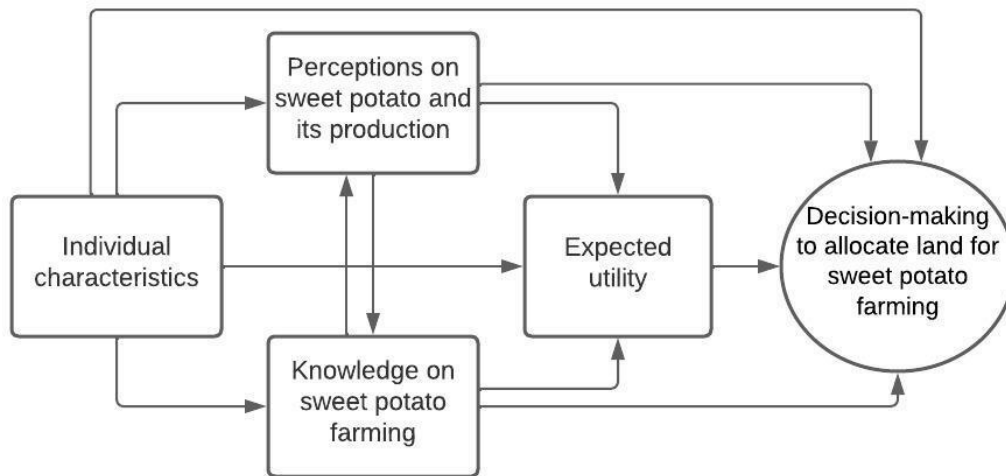 Perceptions on
sweet potato and
its production
Individual
characteristics
Expected
utility
Decision-making
to allocate land for
sweet potato
farming
Knowledge on
sweet potato
farming